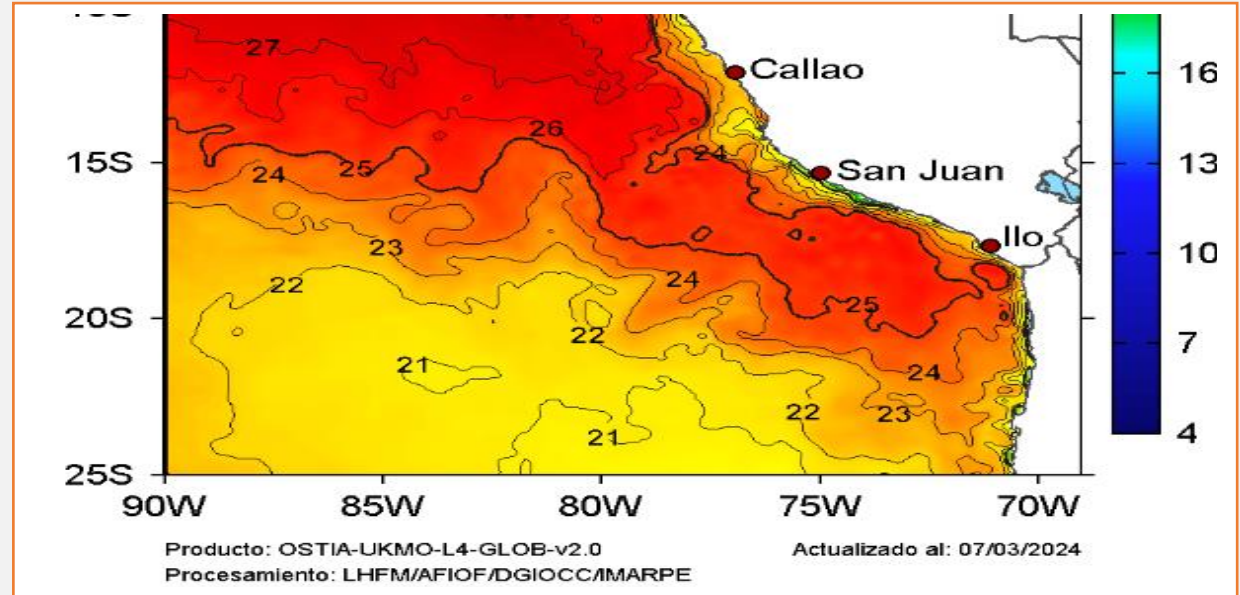 27
Callao
16
26
15S
24
25
24
San Juan
13
23
Ilo
10
22
24
20S
22
25
7
21
24
22
23
21
4
25S
90W 85W 80W 75W 70W
Producto: OSTIA-UKMO-L4-GLOB-v2.0 Actualizado al: 07/03/2024
Procesamiento: LHFM/AFIOF/DGIOCC/IMARPE